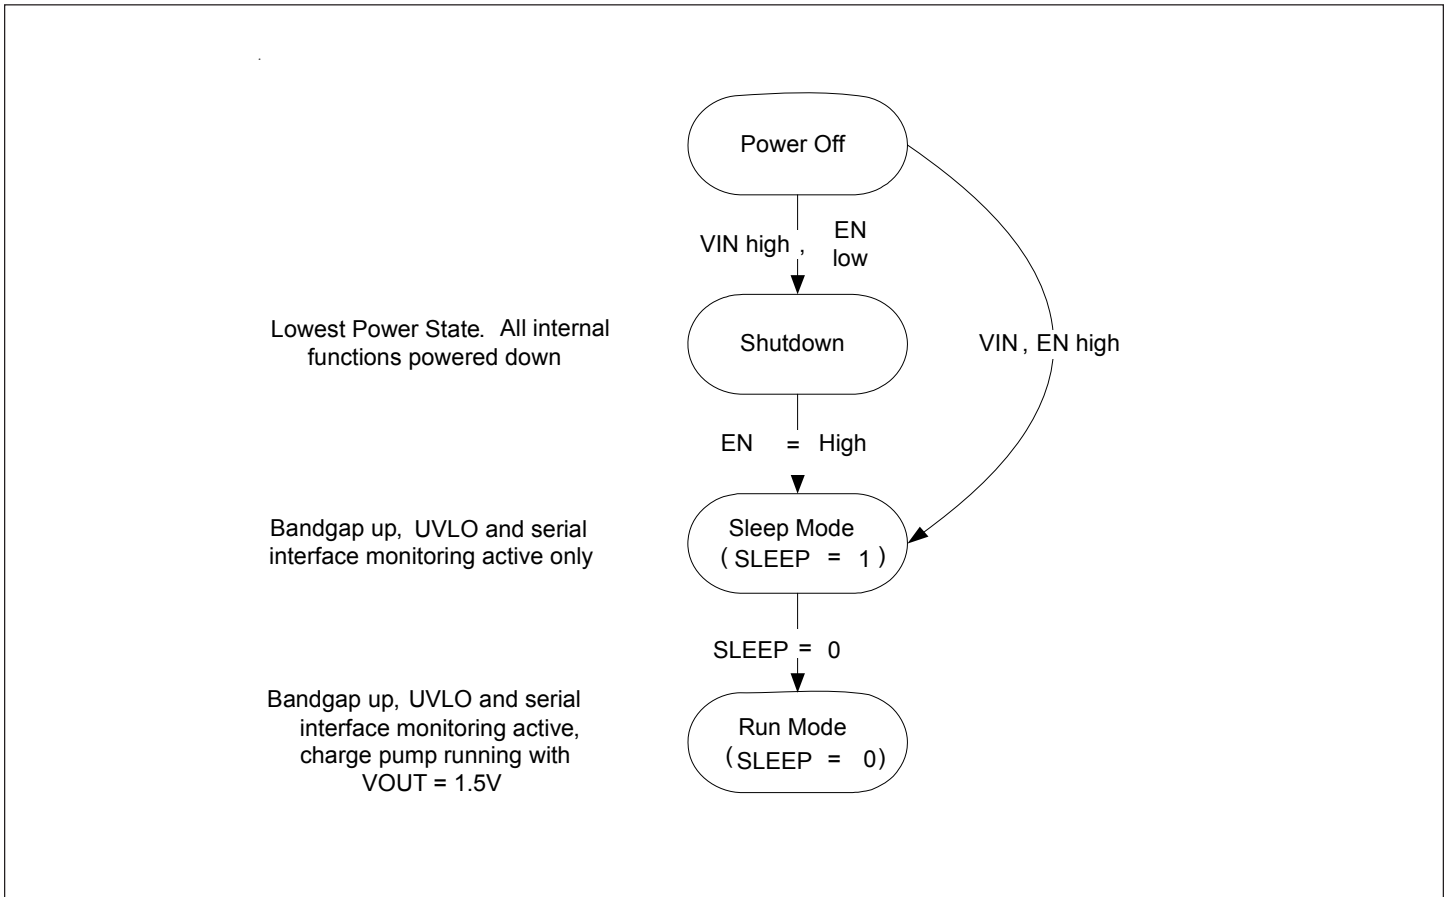 Power Off
VIN high , EN
low
Lowest Power State. All internal
functions powered down
Shutdown
VIN , EN high
EN = High
Bandgap up, UVLO and serial
interface monitoring active only
Sleep Mode
( SLEEP = 1 )
SLEEP = 0
Bandgap up, UVLO and serial
interface monitoring active,
charge pump running with
VOUT = 1.5V
Run Mode
(SLEEP = 0)